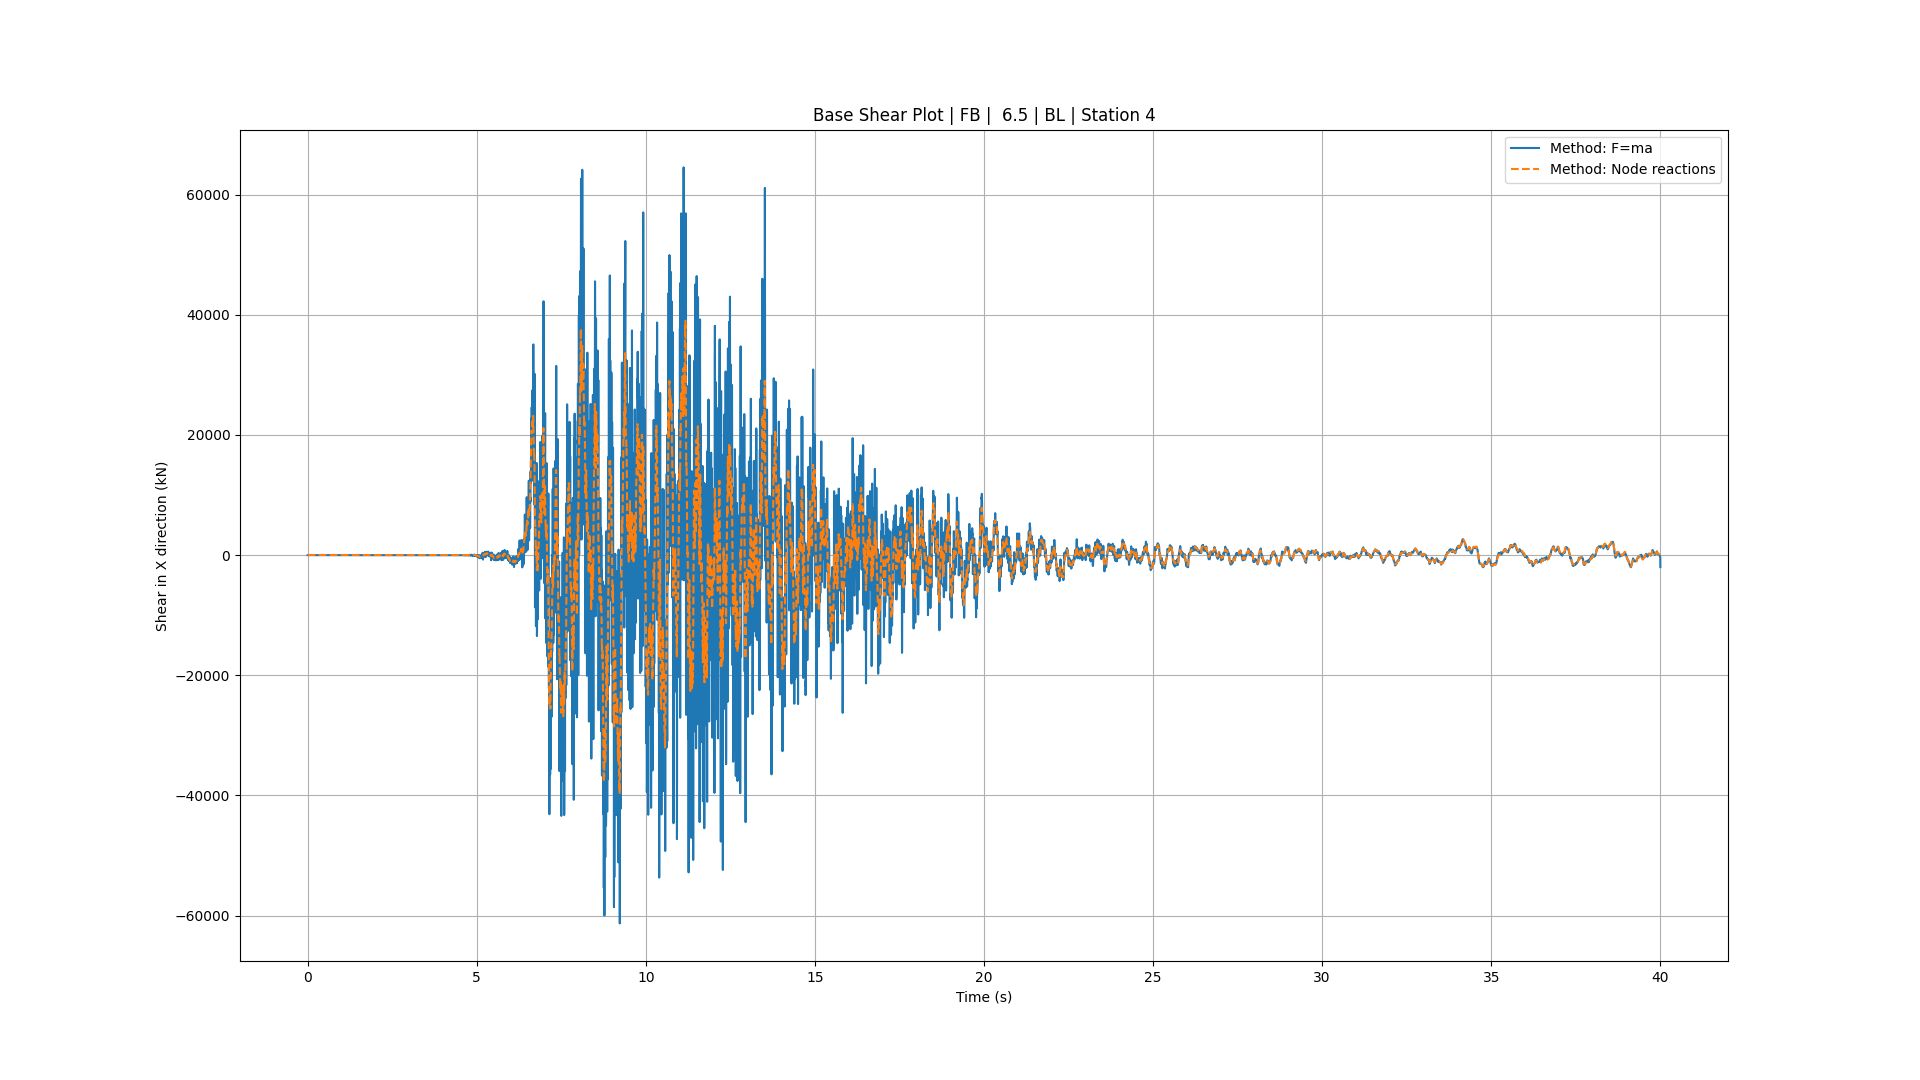 Base Shear Plot | FB |  6.5 | BL | Station 4
Method: F=ma
Method: Node reactions
60000
40000
20000
0
−20000
−40000
−60000
Shear in X direction (kN)
0 5 10 15 20 25 30 35 40
Time (s)